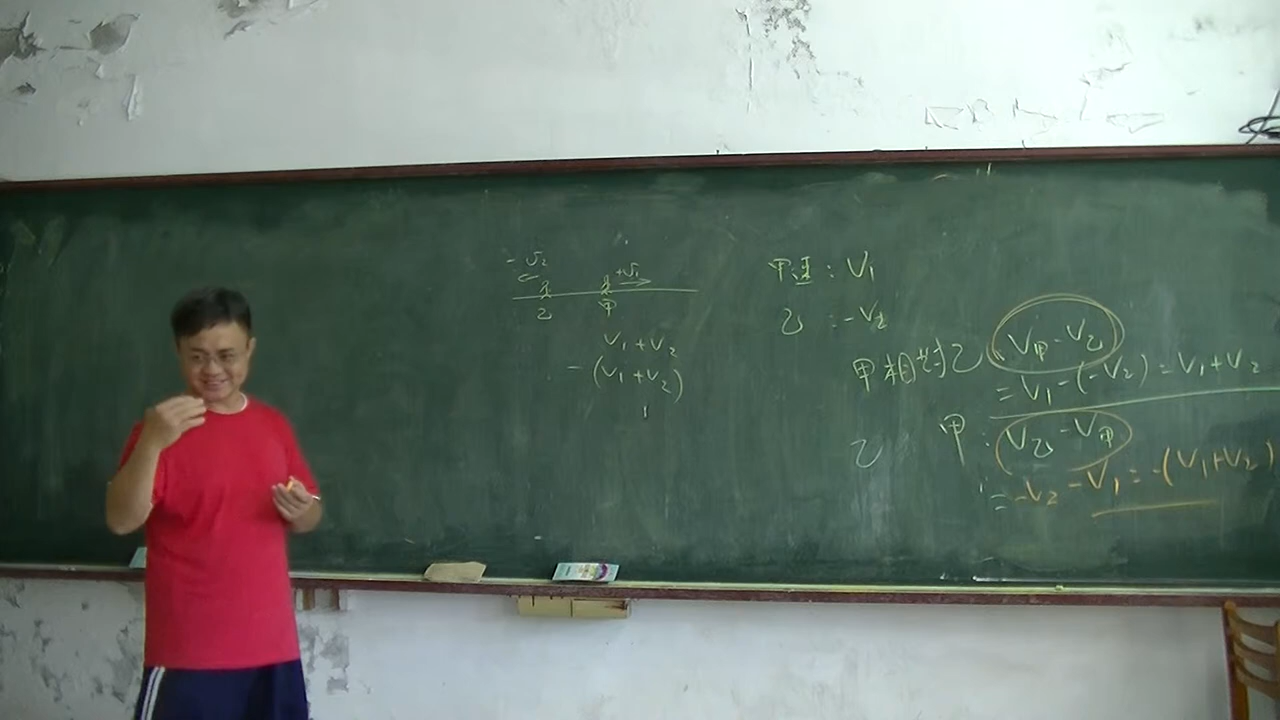 -v₂ +v₁
乙 甲
V₁+V₂
-(V₁+V₂)
甲速:V₁
乙:-V₂
甲相對乙 V甲-V乙
=V₁-(-V₂)=V₁+V₂
乙 甲:V乙-V甲
=-V₂-V₁=-(V₁+V₂)